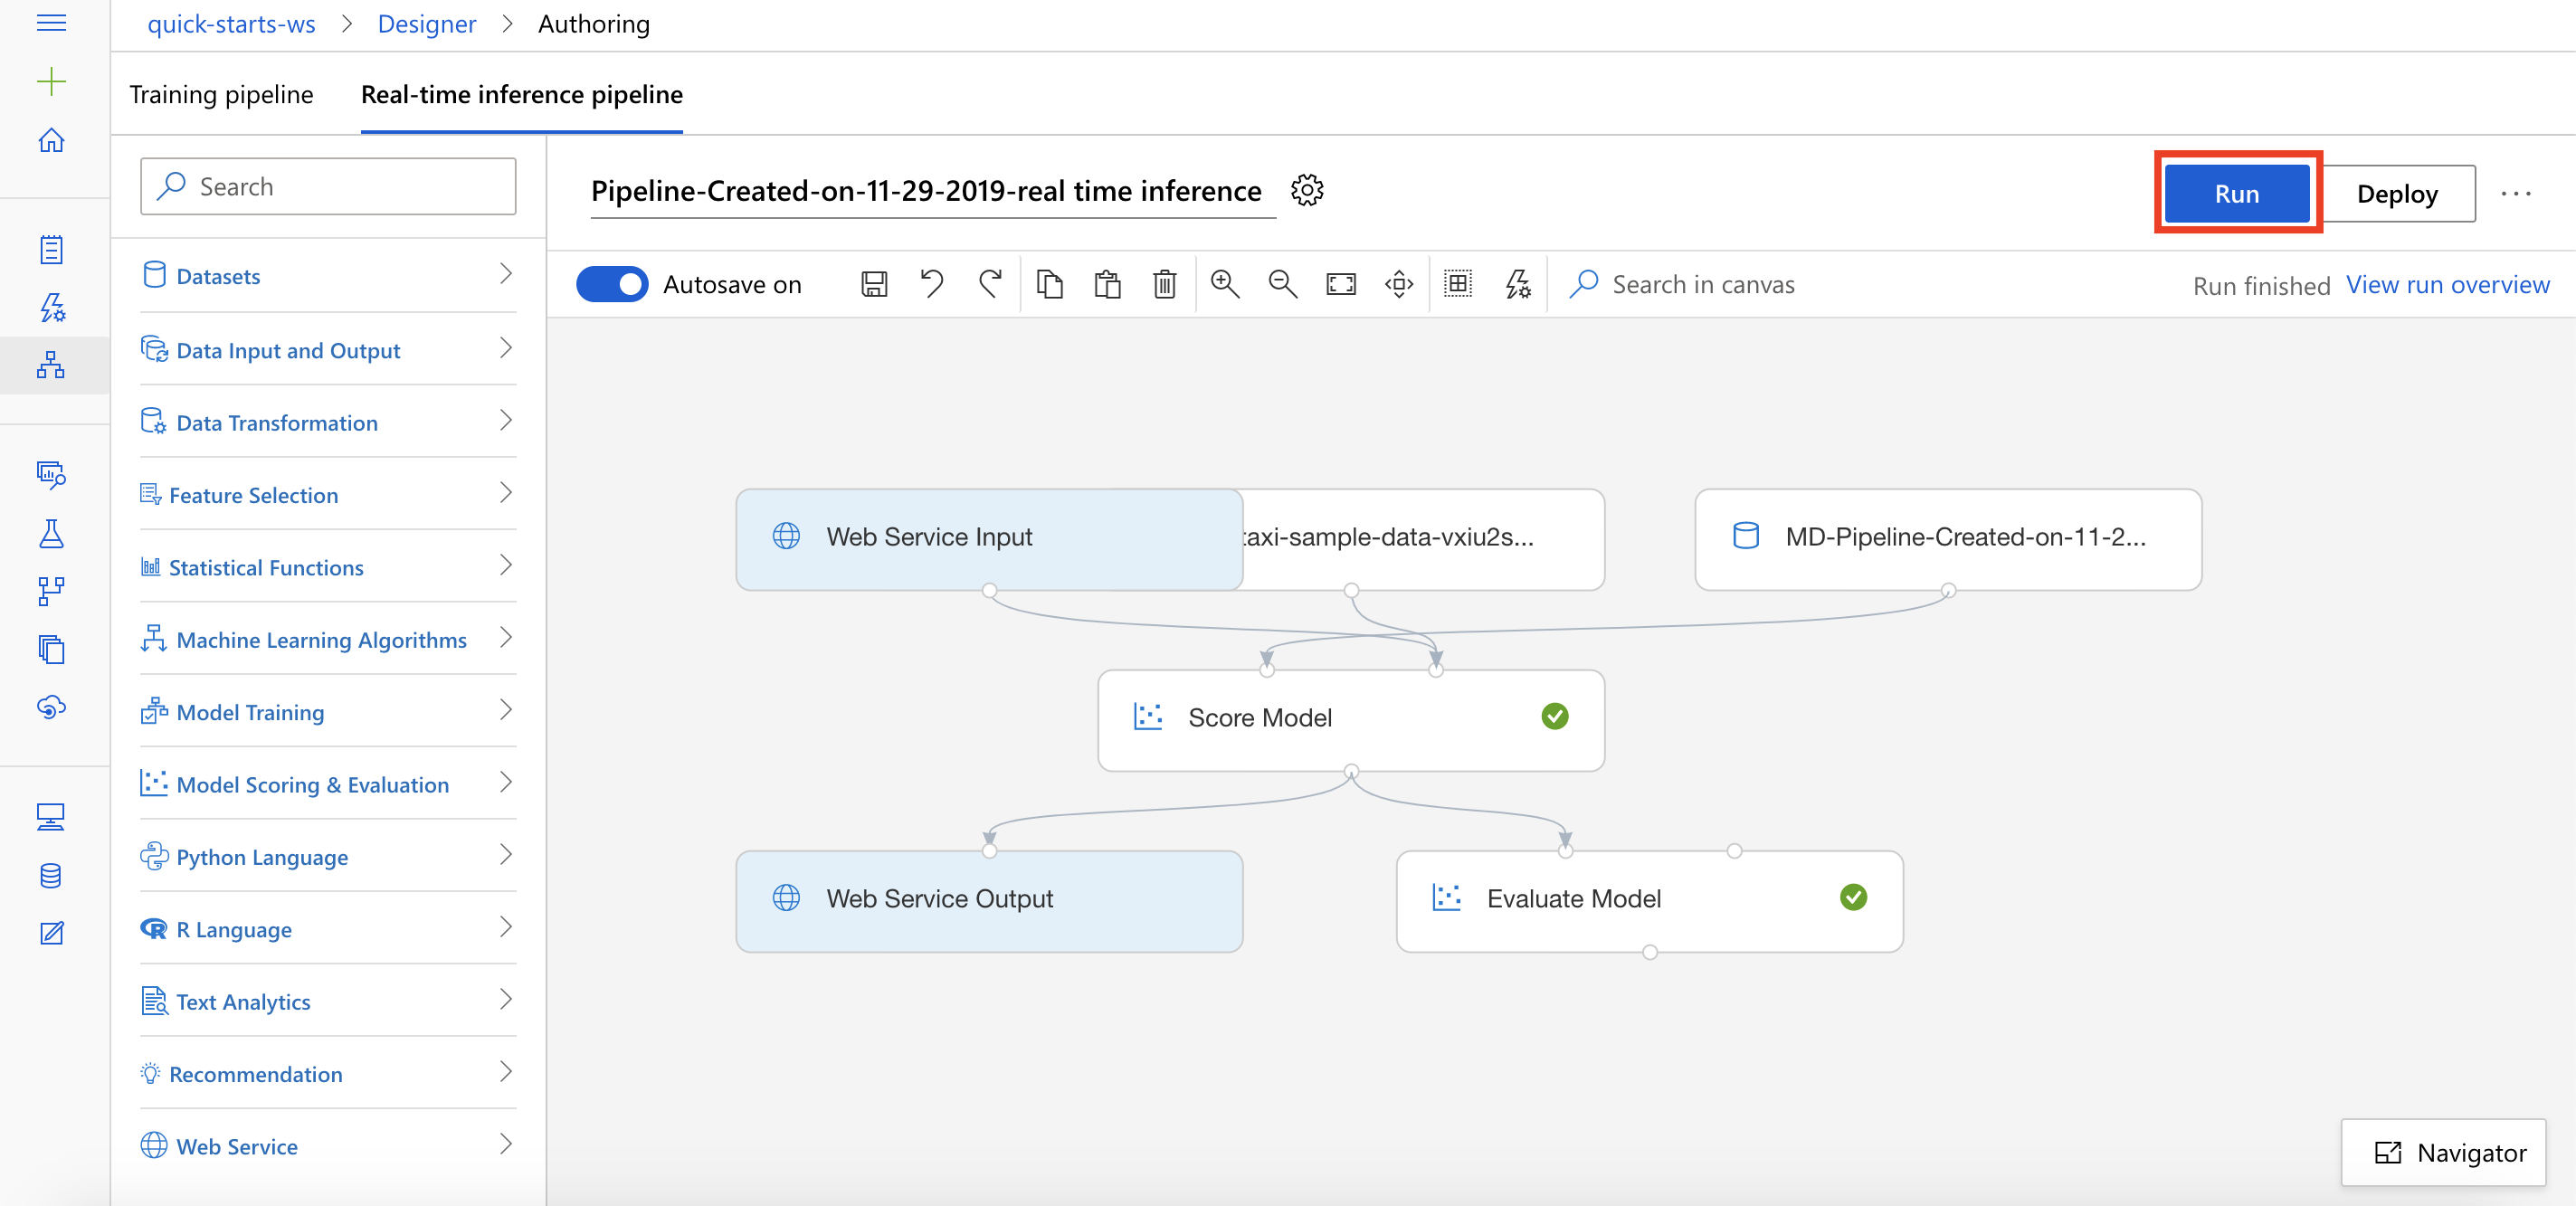 quick-starts-ws > Designer > Authoring
Training pipeline Real-time inference pipeline
Search
Pipeline-Created-on-11-29-2019-real time inference
Run Deploy ...
Autosave on Search in canvas Run finished View run overview
Datasets
Data Input and Output
Data Transformation
Feature Selection
Statistical Functions
Machine Learning Algorithms
Model Training
Model Scoring & Evaluation
Python Language
R Language
Text Analytics
Recommendation
Web Service
Web Service Input
taxi-sample-data-vxiu2s...
MD-Pipeline-Created-on-11-2...
Score Model
Web Service Output
Evaluate Model
Navigator